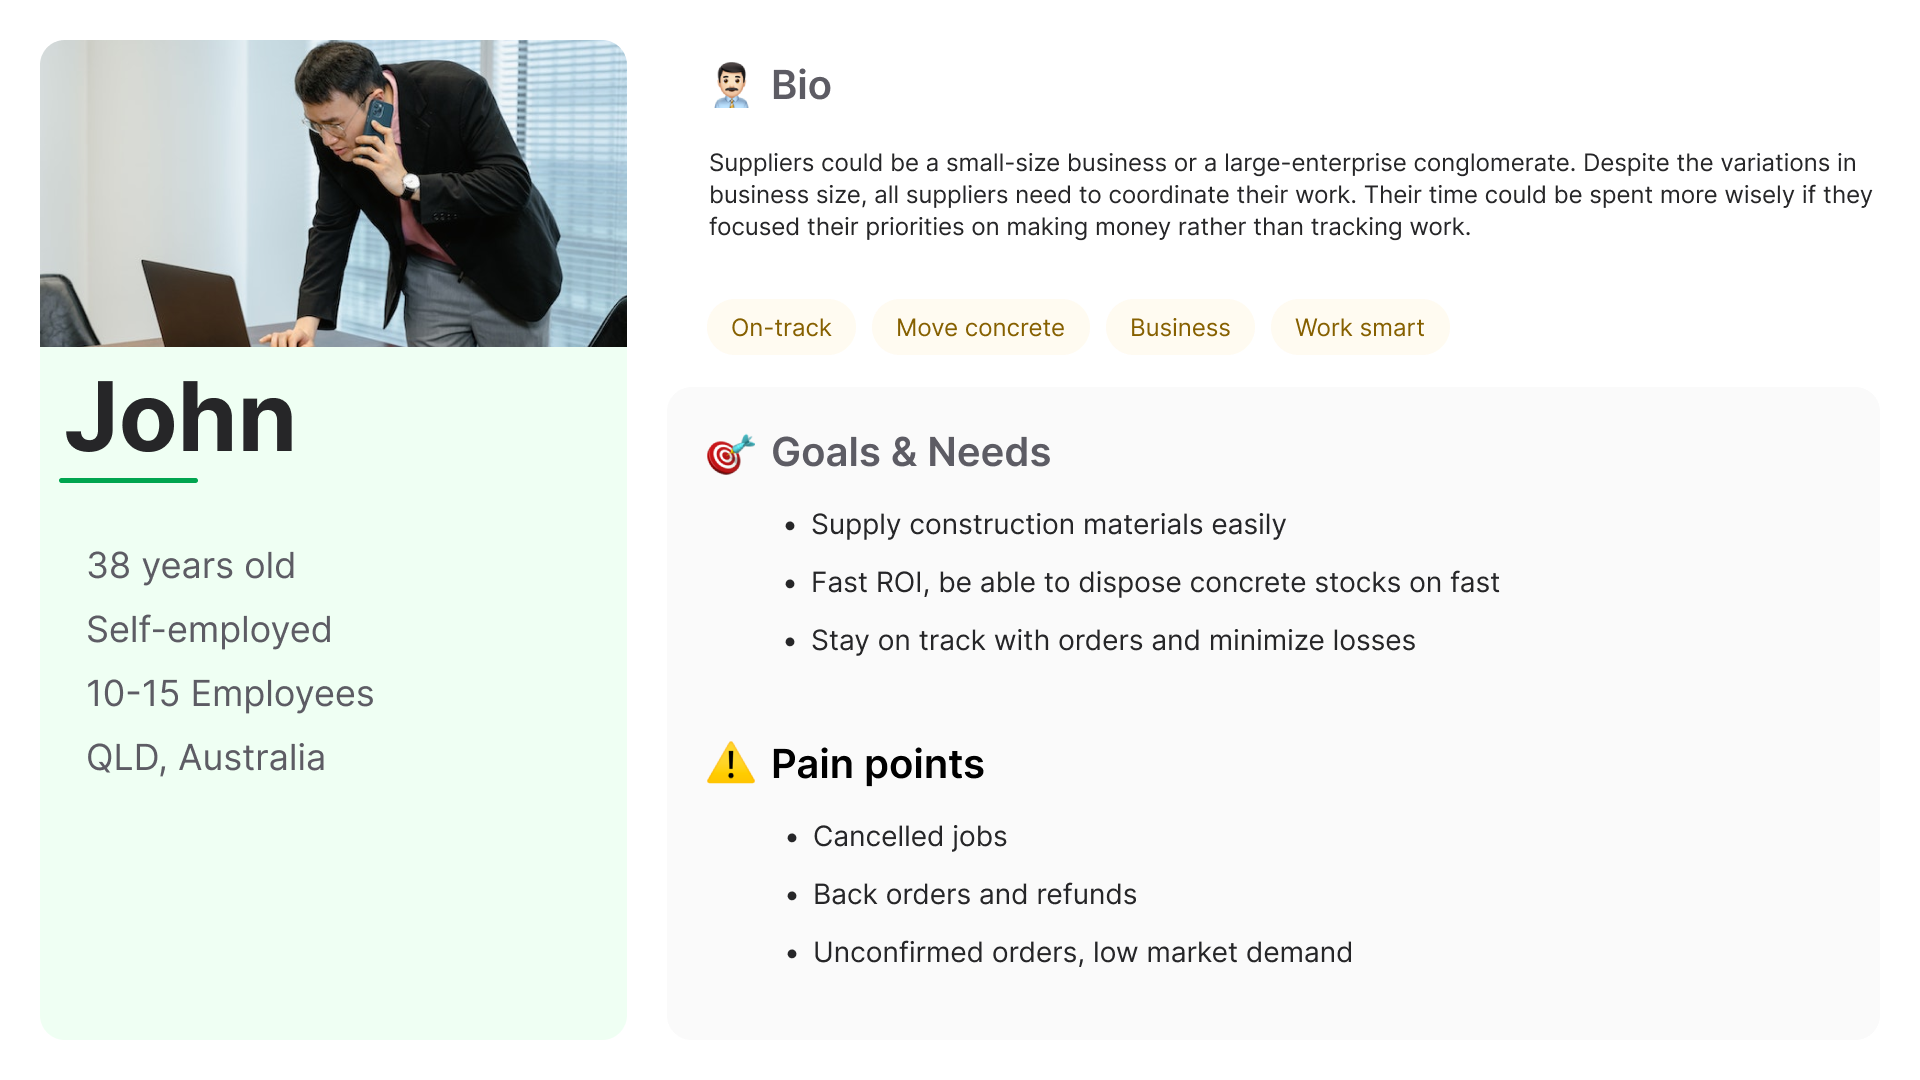 John
38 years old
Self-employed
10-15 Employees
QLD, Australia
Bio
Suppliers could be a small-size business or a large-enterprise conglomerate. Despite the variations in
business size, all suppliers need to coordinate their work. Their time could be spent more wisely if they
focused their priorities on making money rather than tracking work.
On-track
Move concrete
Business
Work smart
Goals & Needs
• Supply construction materials easily
• Fast ROI, be able to dispose concrete stocks on fast
• Stay on track with orders and minimize losses
Pain points
• Cancelled jobs
• Back orders and refunds
• Unconfirmed orders, low market demand